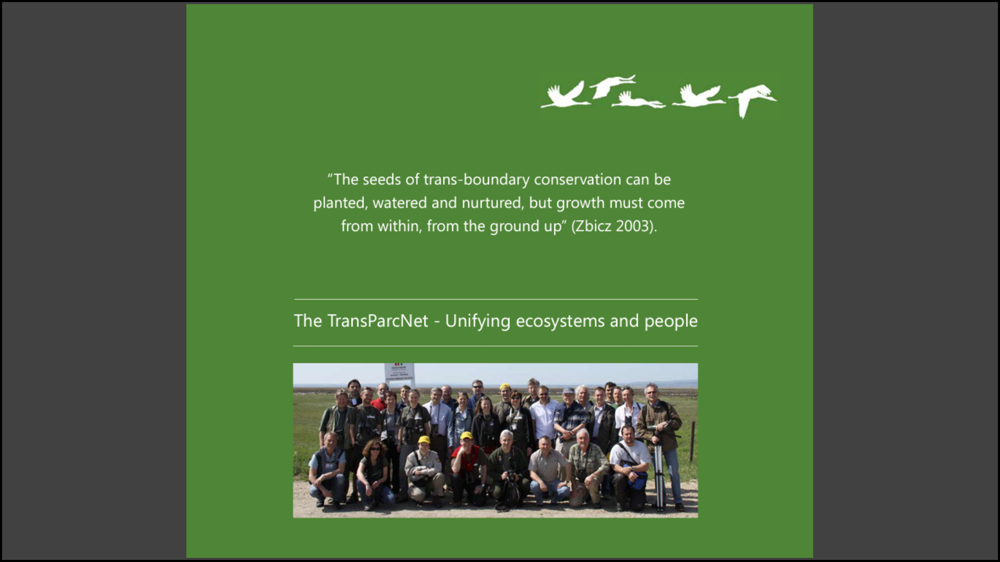 “The seeds of trans-boundary conservation can be
planted, watered and nurtured, but growth must come
from within, from the ground up” (Zbicz 2003).
The TransParcNet - Unifying ecosystems and people